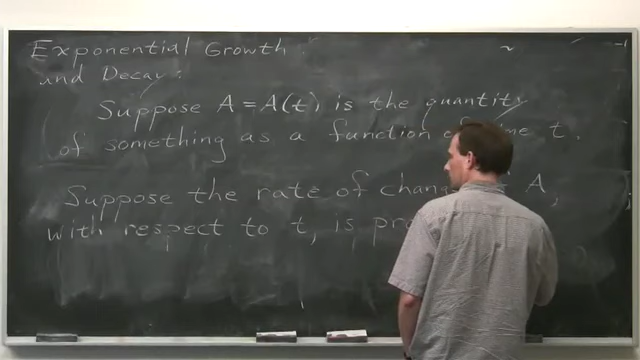 Exponential Growth
and Decay:
Suppose A = A(t) is the quantity
of something as a function t.
Suppose the rate of A,
with respect to t, is